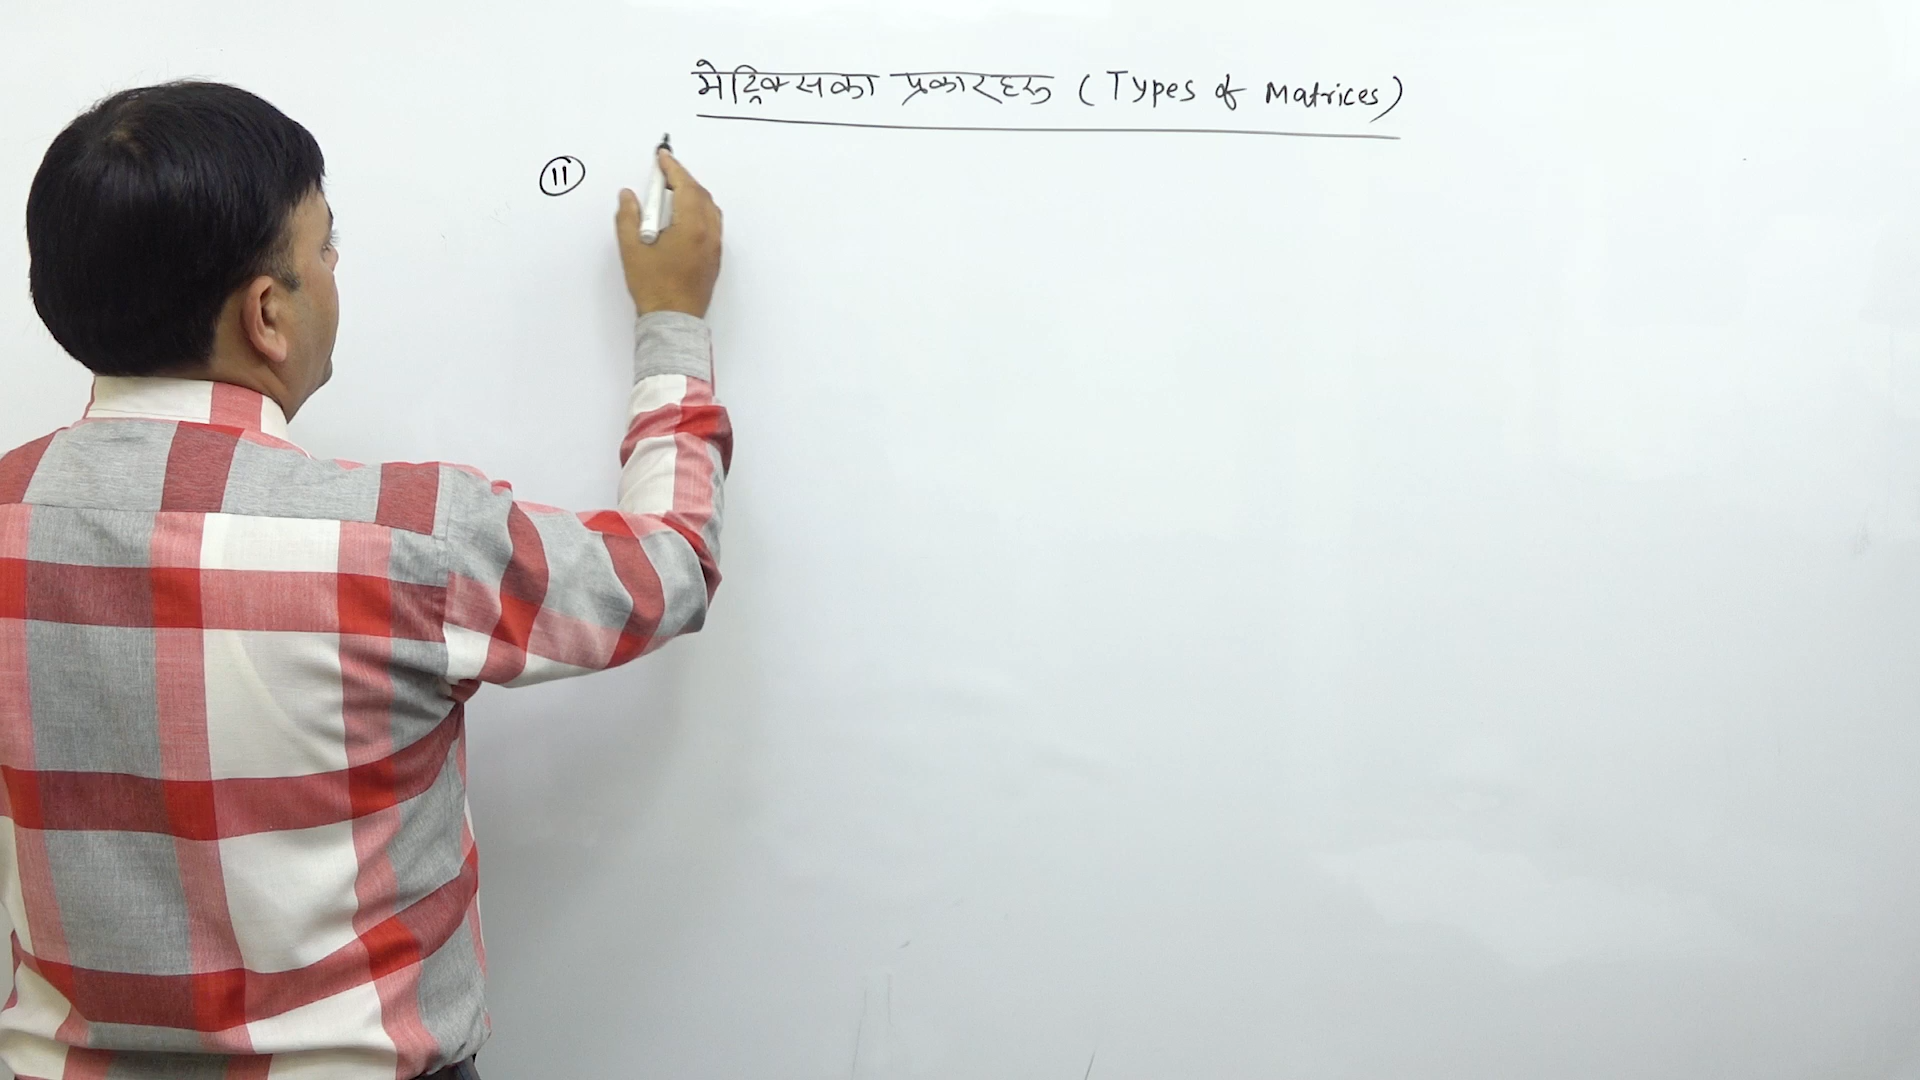 मेट्रिक्सका प्रकारहरू (Types of Matrices)
11